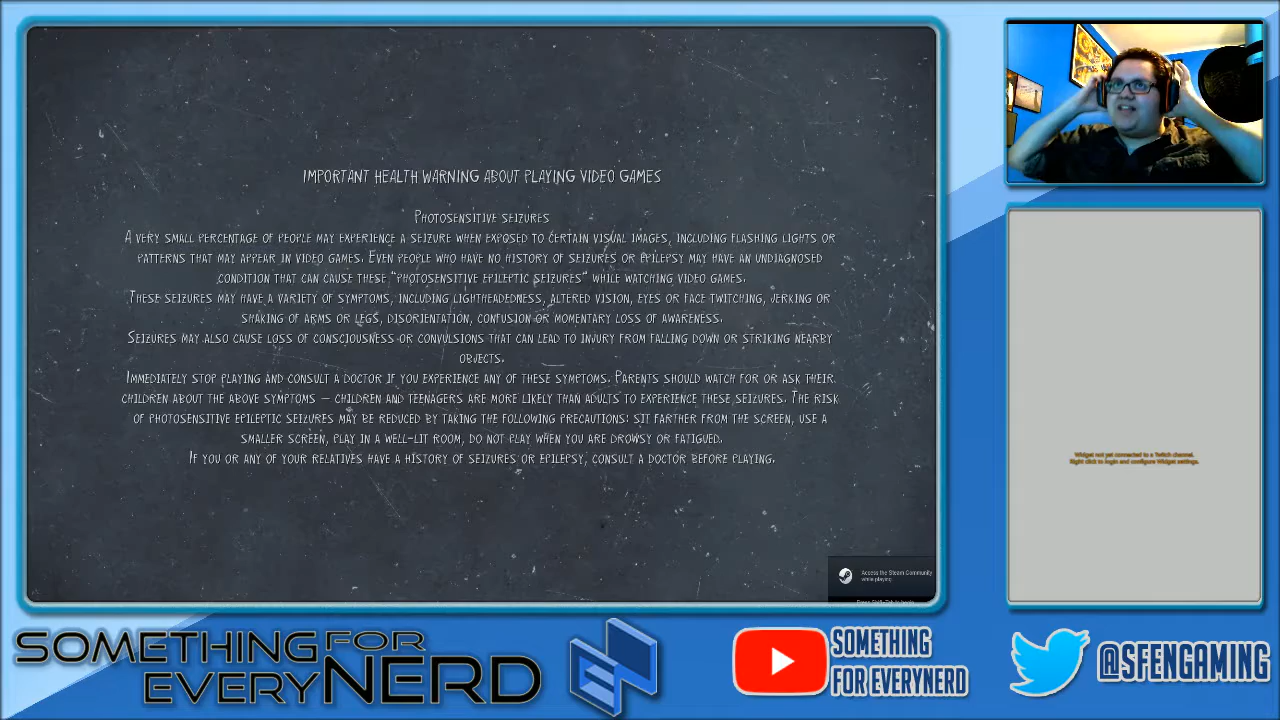 IMPORTANT HEALTH WARNING ABOUT PLAYING VIDEO GAMES
PHOTOSENSITIVE SEIZURES
A VERY SMALL PERCENTAGE OF PEOPLE MAY EXPERIENCE A SEIZURE WHEN EXPOSED TO CERTAIN VISUAL IMAGES, INCLUDING FLASHING LIGHTS OR
PATTERNS THAT MAY APPEAR IN VIDEO GAMES. EVEN PEOPLE WHO HAVE NO HISTORY OF SEIZURES OR EPILEPSY MAY HAVE AN UNDIAGNOSED
CONDITION THAT CAN CAUSE THESE "PHOTOSENSITIVE EPILEPTIC SEIZURES" WHILE WATCHING VIDEO GAMES.
THESE SEIZURES MAY HAVE A VARIETY OF SYMPTOMS, INCLUDING LIGHTHEADEDNESS, ALTERED VISION, EYES OR FACE TWITCHING, JERKING OR
SHAKING OF ARMS OR LEGS, DISORIENTATION, CONFUSION OR MOMENTARY LOSS OF AWARENESS.
SEIZURES MAY ALSO CAUSE LOSS OF CONSCIOUSNESS OR CONVULSIONS THAT CAN LEAD TO INJURY FROM FALLING DOWN OR STRIKING NEARBY
OBJECTS.
IMMEDIATELY STOP PLAYING AND CONSULT A DOCTOR IF YOU EXPERIENCE ANY OF THESE SYMPTOMS. PARENTS SHOULD WATCH FOR OR ASK THEIR
CHILDREN ABOUT THE ABOVE SYMPTOMS – CHILDREN AND TEENAGERS ARE MORE LIKELY THAN ADULTS TO EXPERIENCE THESE SEIZURES. THE RISK
OF PHOTOSENSITIVE EPILEPTIC SEIZURES MAY BE REDUCED BY TAKING THE FOLLOWING PRECAUTIONS: SIT FARTHER FROM THE SCREEN, USE A
SMALLER SCREEN, PLAY IN A WELL-LIT ROOM, DO NOT PLAY WHEN YOU ARE DROWSY OR FATIGUED.
IF YOU OR ANY OF YOUR RELATIVES HAVE A HISTORY OF SEIZURES OR EPILEPSY, CONSULT A DOCTOR BEFORE PLAYING.
Access the Steam Community
while playing.
Widget not yet connected to a Twitch channel.
Right click to login and configure Widget settings.
SOMETHING FOR
EVERYNERD
SOMETHING
FOR EVERYNERD
@SFENGAMING